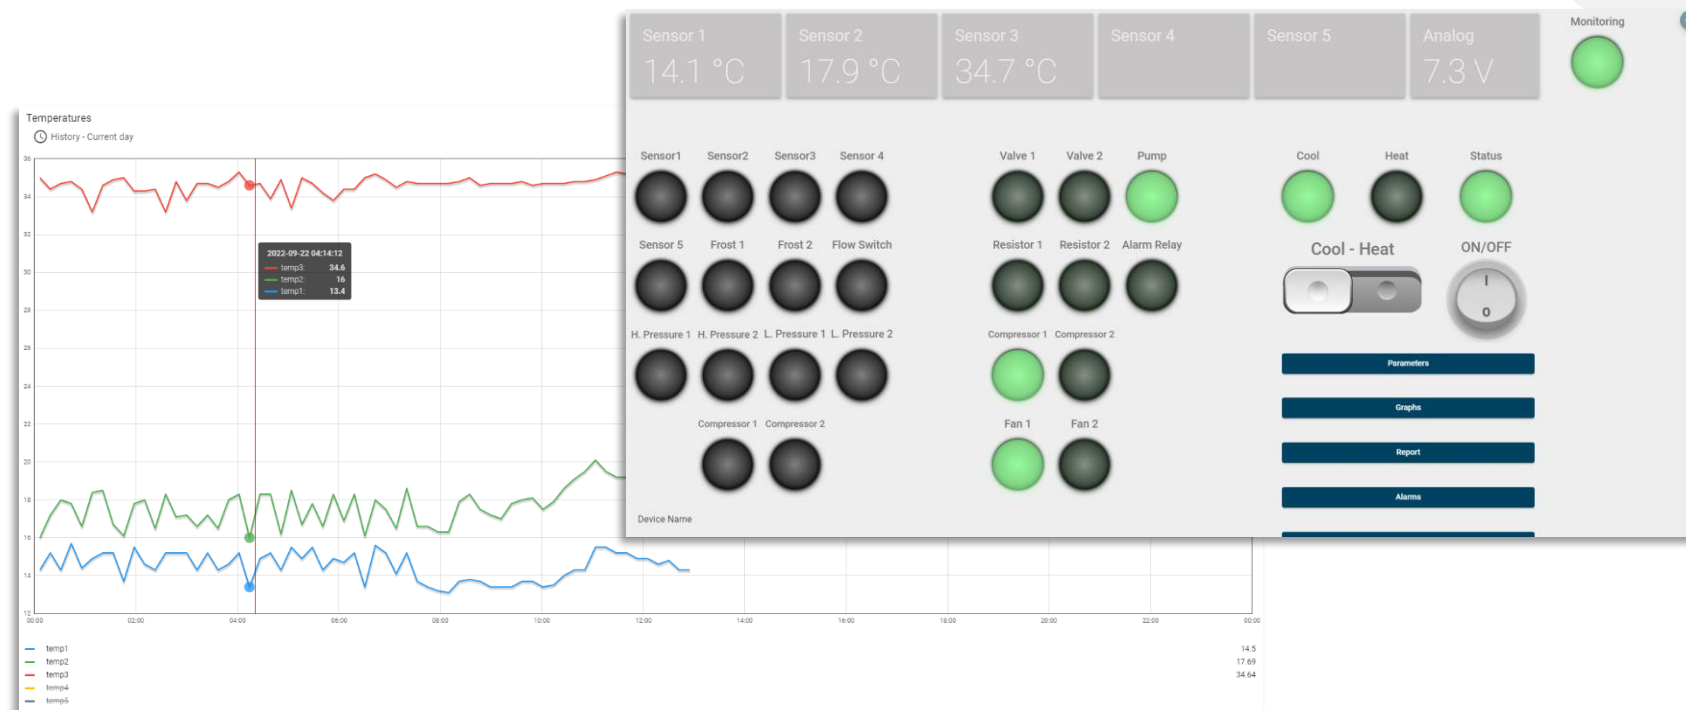 Sensor 1 Sensor 2 Sensor 3 Sensor 4 Sensor 5 Analog
14.1 °C 17.9 °C 34.7 °C 7.3 V
Monitoring
Sensor1 Sensor2 Sensor3 Sensor 4
Valve 1 Valve 2 Pump
Cool Heat Status
Sensor 5 Frost 1 Frost 2 Flow Switch
Resistor 1 Resistor 2 Alarm Relay
Cool - Heat ON/OFF
I
0
H. Pressure 1 H. Pressure 2 L. Pressure 1 L. Pressure 2
Compressor 1 Compressor 2
Compressor 1 Compressor 2
Fan 1 Fan 2
Parameters
Graphs
Report
Alarms
Device Name
Temperatures
History - Current day
36
34
32
30
28
26
24
22
20
18
16
14
12
2022-09-22 04:14:12
temp3: 34.6
temp2: 16
temp1: 13.4
00:00 02:00 04:00 06:00 08:00 10:00 12:00 14:00 16:00 18:00 20:00 22:00 00:00
temp1 14.5
temp2 17.69
temp3 34.64
temp4
temp5